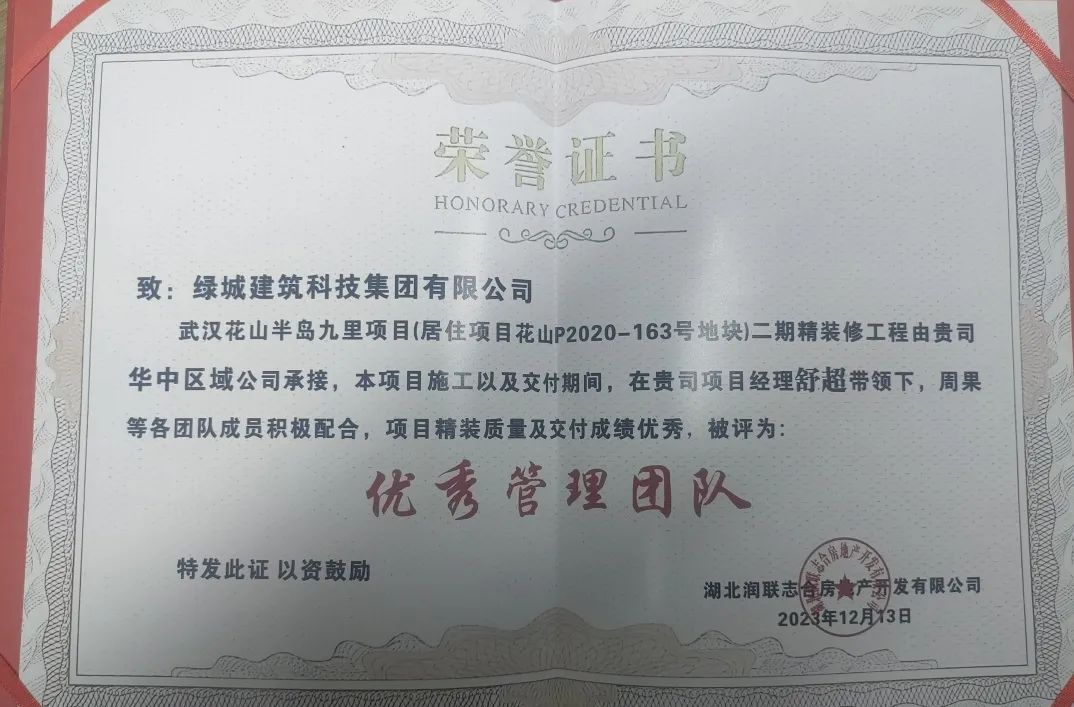 荣誉证书
HONORARY CREDENTIAL
致：绿城建筑科技集团有限公司
武汉花山半岛九里项目(居住项目花山P2020-163号地块)二期精装修工程由贵司
华中区域公司承接，本项目施工以及交付期间，在贵司项目经理舒超带领下，周果
等各团队成员积极配合，项目精装质量及交付成绩优秀，被评为：
优秀管理团队
特发此证 以资鼓励
湖北润联志合房地产开发有限公司
2023年12月13日